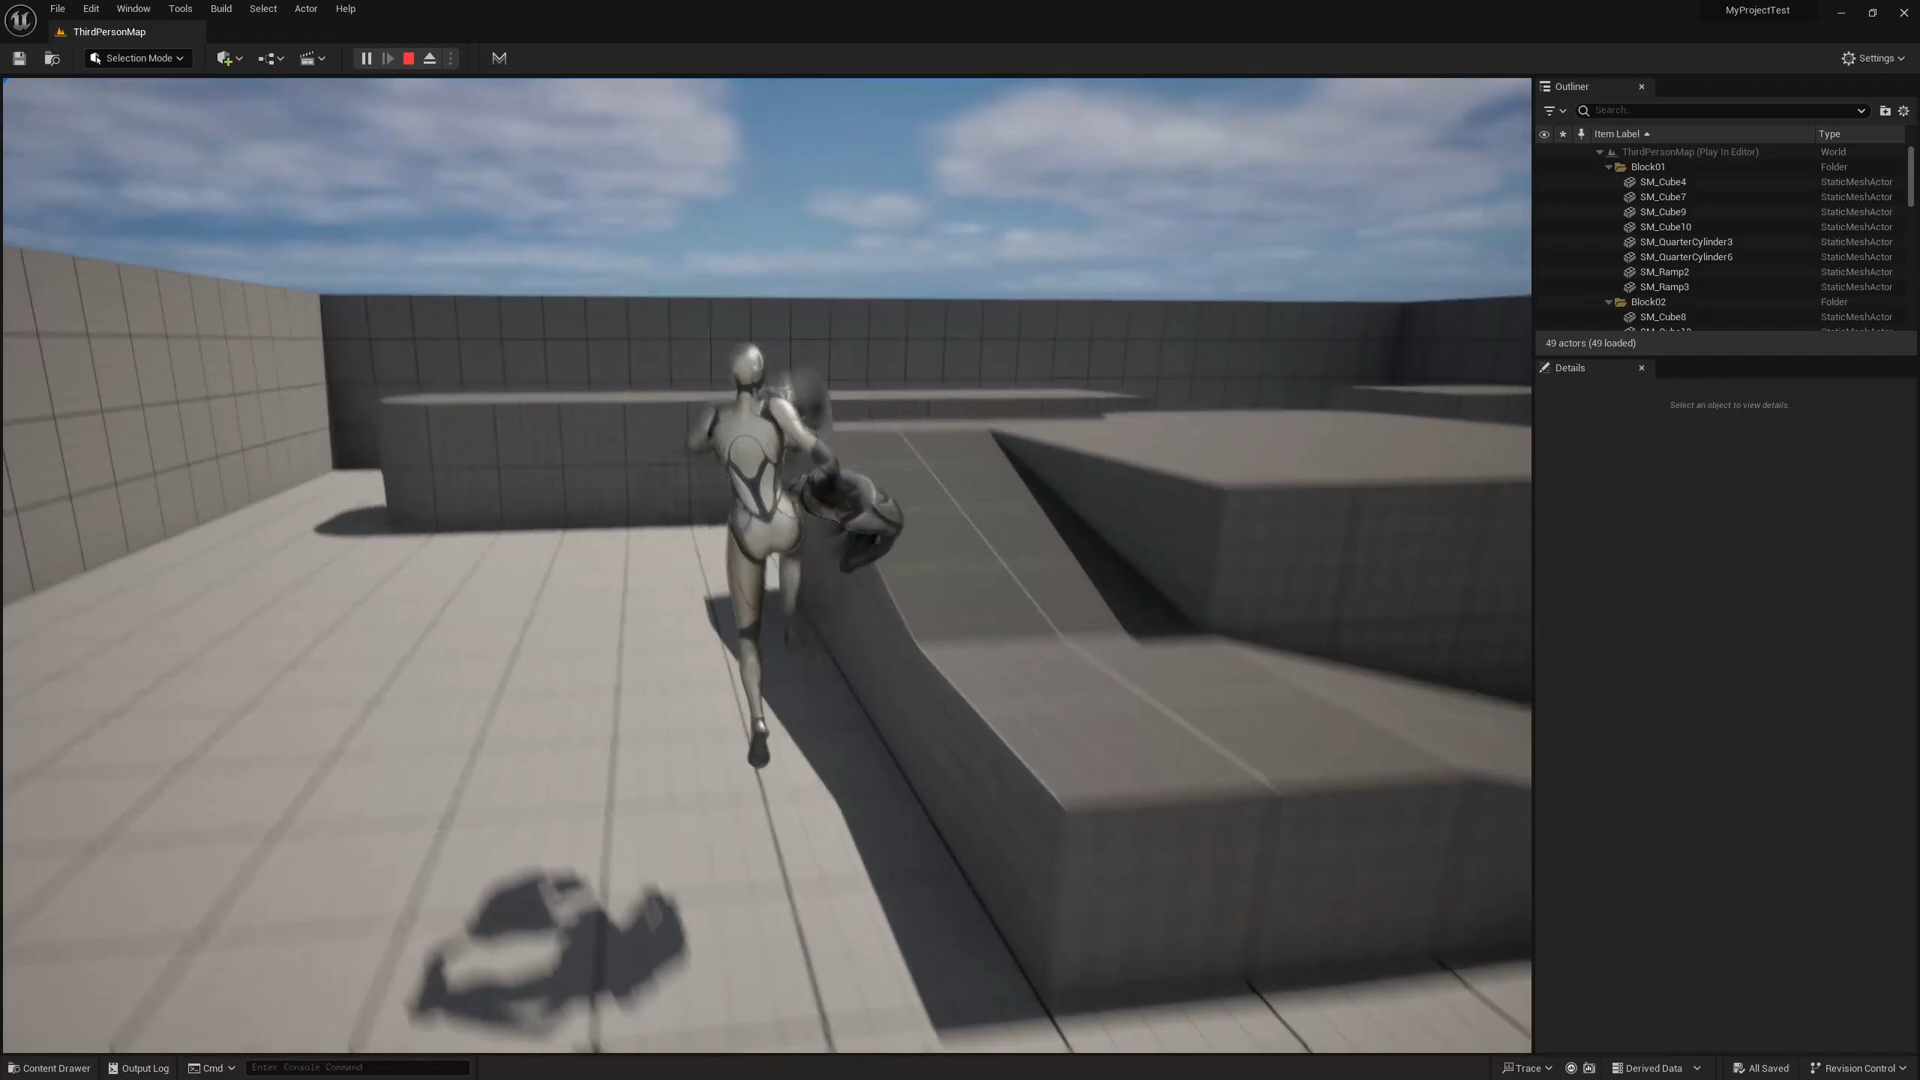 File Edit Window Tools Build Select Actor Help
MyProjectTest
ThirdPersonMap
Selection Mode
Settings
Outliner
Search...
Item Label Type
ThirdPersonMap (Play In Editor) World
Block01 Folder
SM_Cube4 StaticMeshActor
SM_Cube7 StaticMeshActor
SM_Cube9 StaticMeshActor
SM_Cube10 StaticMeshActor
SM_QuarterCylinder3 StaticMeshActor
SM_QuarterCylinder6 StaticMeshActor
SM_Ramp2 StaticMeshActor
SM_Ramp3 StaticMeshActor
Block02 Folder
SM_Cube8 StaticMeshActor
49 actors (49 loaded)
Details
Select an object to view details.
Content Drawer Output Log Cmd Enter Console Command Trace Derived Data All Saved Revision Control